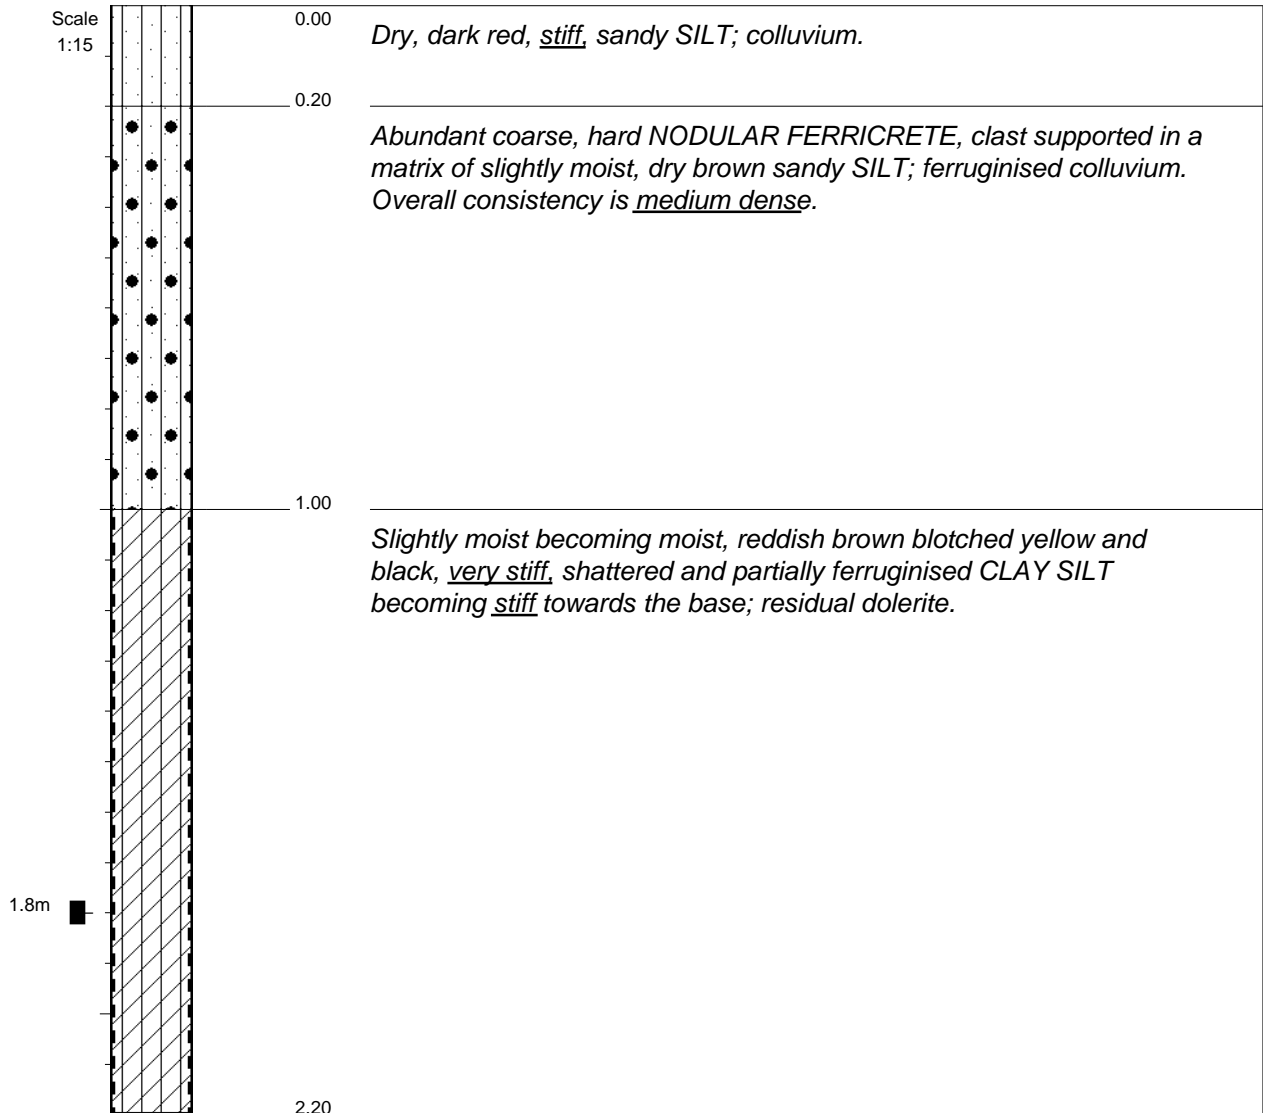 Scale
1:15
0.00
Dry, dark red, stiff, sandy SILT; colluvium.
0.20
Abundant coarse, hard NODULAR FERRICRETE, clast supported in a
matrix of slightly moist, dry brown sandy SILT; ferruginised colluvium.
Overall consistency is medium dense.
1.00
Slightly moist becoming moist, reddish brown blotched yellow and
black, very stiff, shattered and partially ferruginised CLAY SILT
becoming stiff towards the base; residual dolerite.
1.8m
2.20